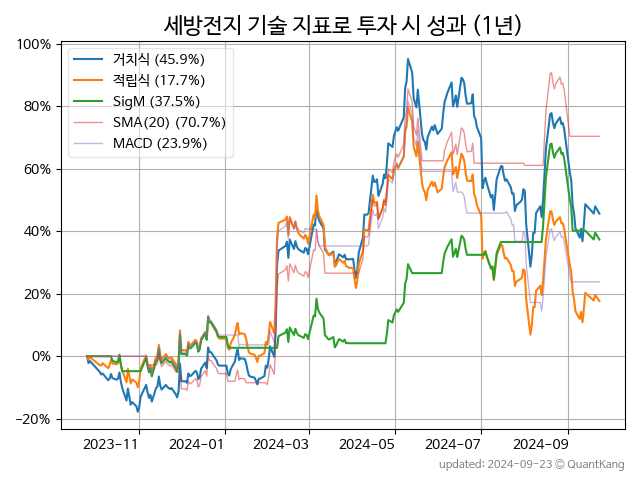 세방전지 기술 지표로 투자 시 성과 (1년)
거치식 (45.9%)
적립식 (17.7%)
SigM (37.5%)
SMA(20) (70.7%)
MACD (23.9%)
100%
80%
60%
40%
20%
0%
−20%
2023−11
2024−01
2024−03
2024−05
2024−07
2024−09
updated: 2024-09-23 ⓒ QuantKang